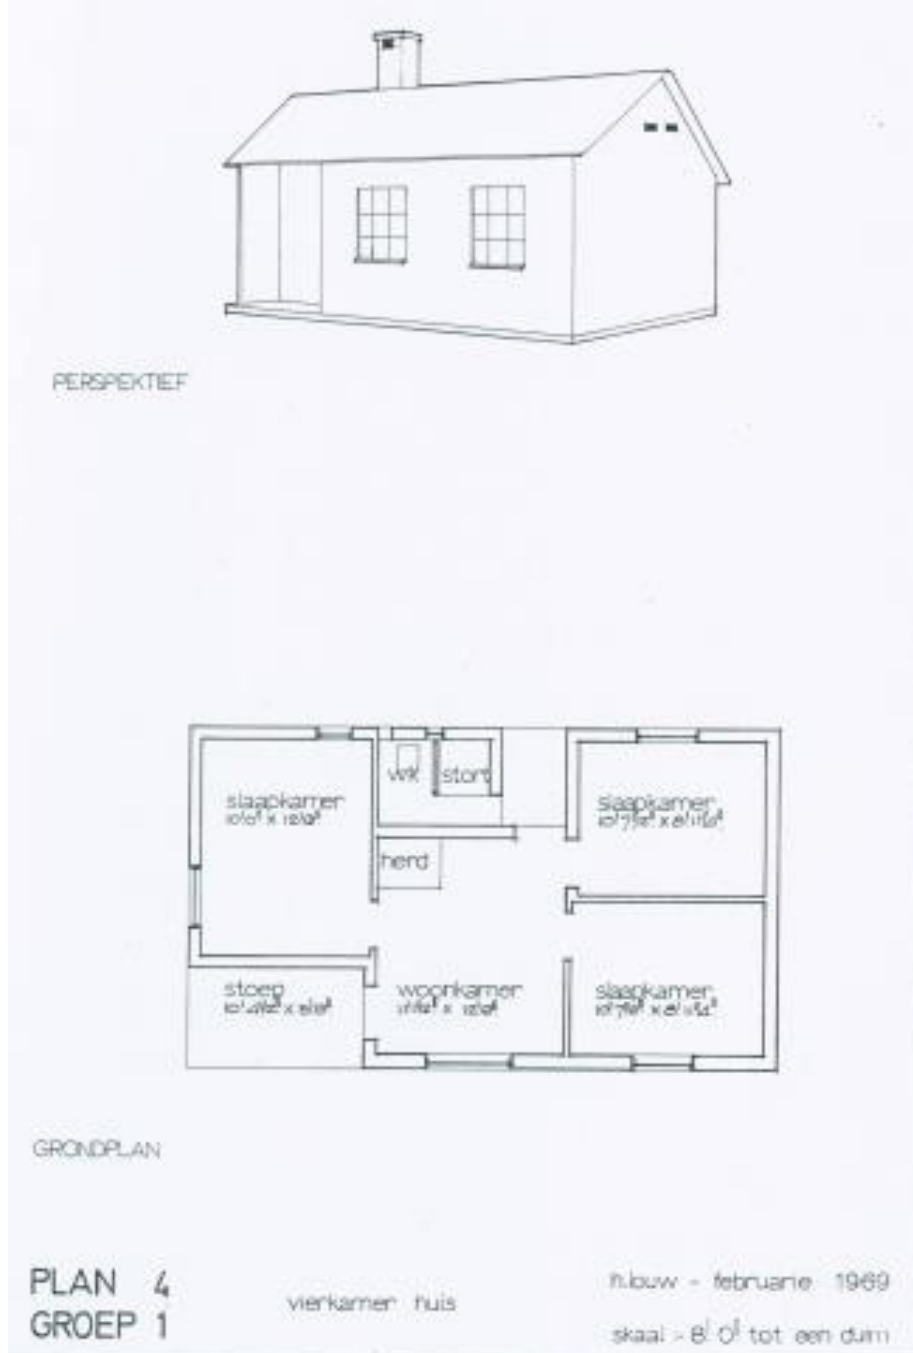 PERSPEKTIEF
wk
stort
slaapkamer
slaapkamer
herd
stoep
woonkamer
slaapkamer
GRONDPLAN
PLAN 4
GROEP 1
vierkamer huis
h.louw - februarie 1969
skaal - 8' 0" tot een duim